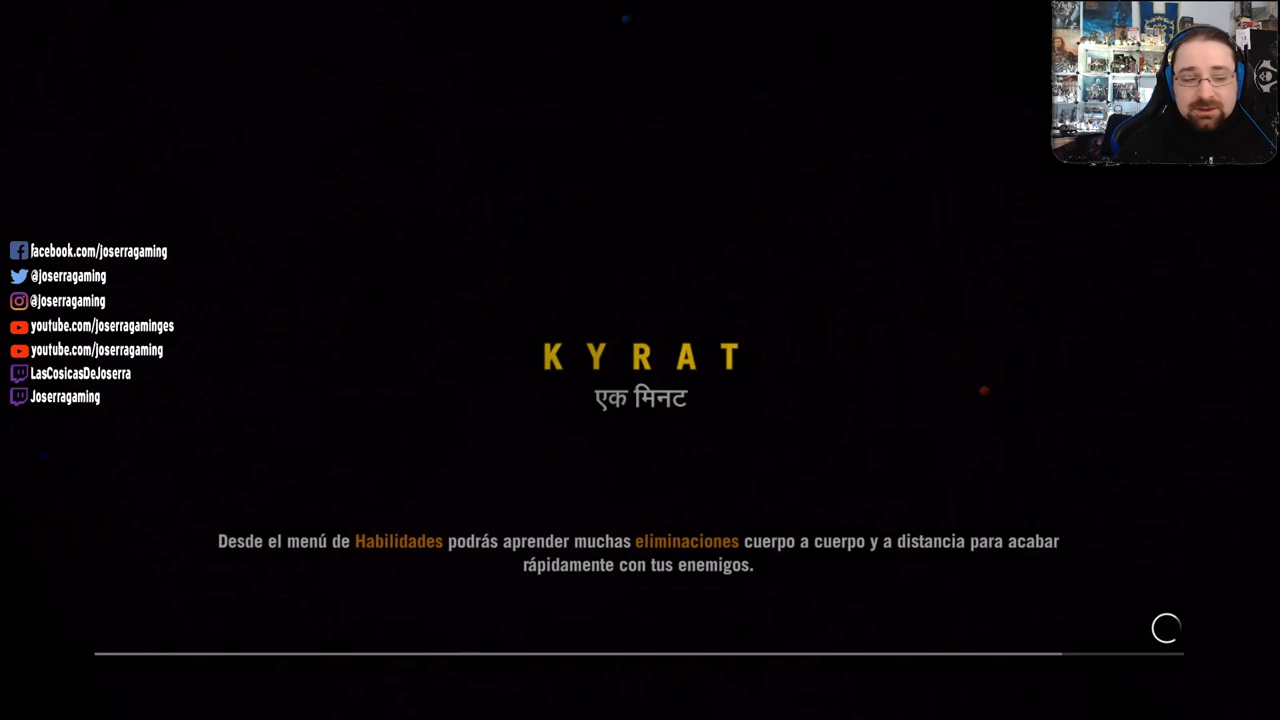 facebook.com/joserragaming
@joserragaming
@joserragaming
youtube.com/joserragaminges
youtube.com/joserragaming
LasCosicasDeJoserra
Joserragaming
KYRAT
एक मिनट
Desde el menú de Habilidades podrás aprender muchas eliminaciones cuerpo a cuerpo y a distancia para acabar
rápidamente con tus enemigos.